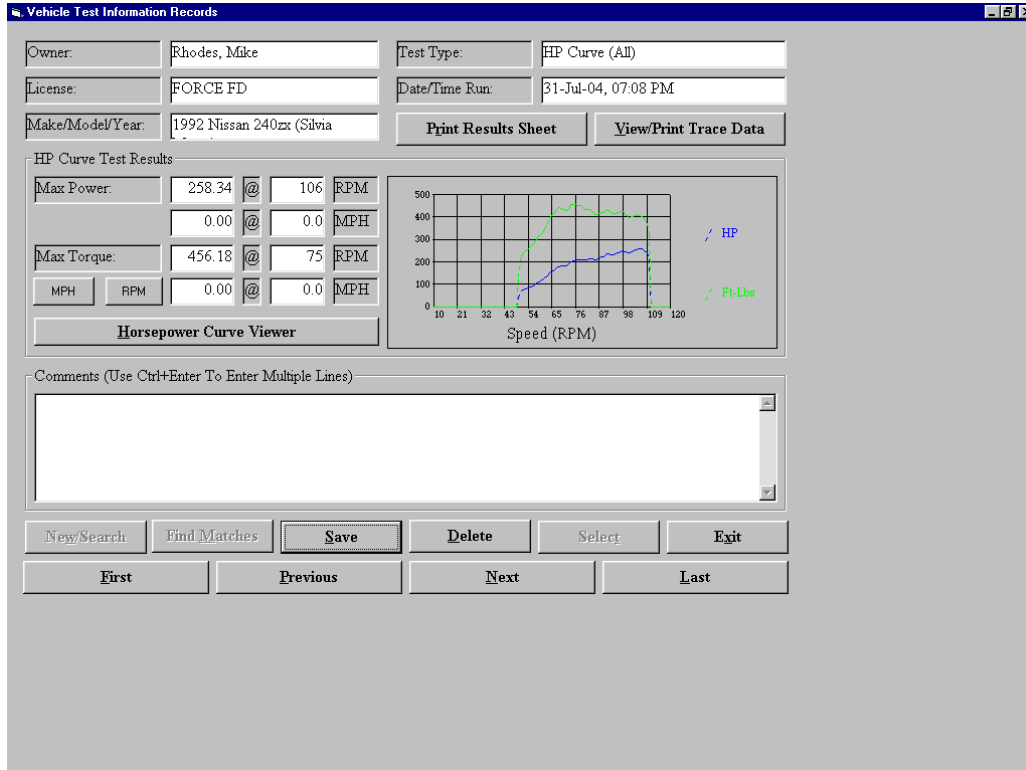 Vehicle Test Information Records
Owner: Rhodes, Mike Test Type: HP Curve (All)
License: FORCE FD Date/Time Run: 31-Jul-04, 07:08 PM
Make/Model/Year: 1992 Nissan 240zx (Silvia
Print Results Sheet View/Print Trace Data
HP Curve Test Results
Max Power: 258.34 @ 106 RPM
0.00 @ 0.0 MPH
Max Torque: 456.18 @ 75 RPM
MPH RPM 0.00 @ 0.0 MPH
Horsepower Curve Viewer
500
400
300
200
100
0
10 21 32 43 54 65 76 87 98 109 120
Speed (RPM)
HP
Ft-Lbs
Comments (Use Ctrl+Enter To Enter Multiple Lines)
New/Search Find Matches Save Delete Select Exit
First Previous Next Last